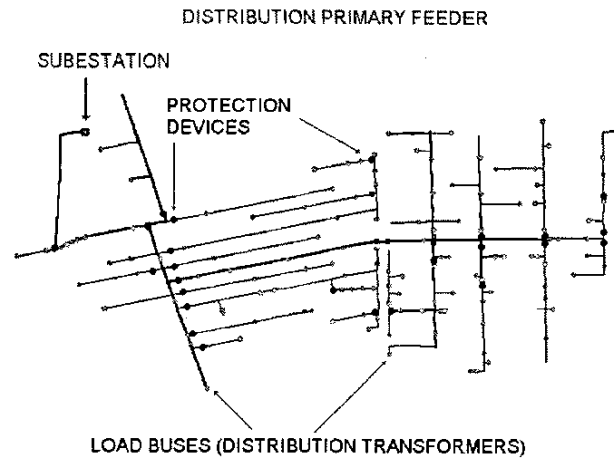 DISTRIBUTION PRIMARY FEEDER
SUBESTATION
PROTECTION
DEVICES
LOAD BUSES (DISTRIBUTION TRANSFORMERS)